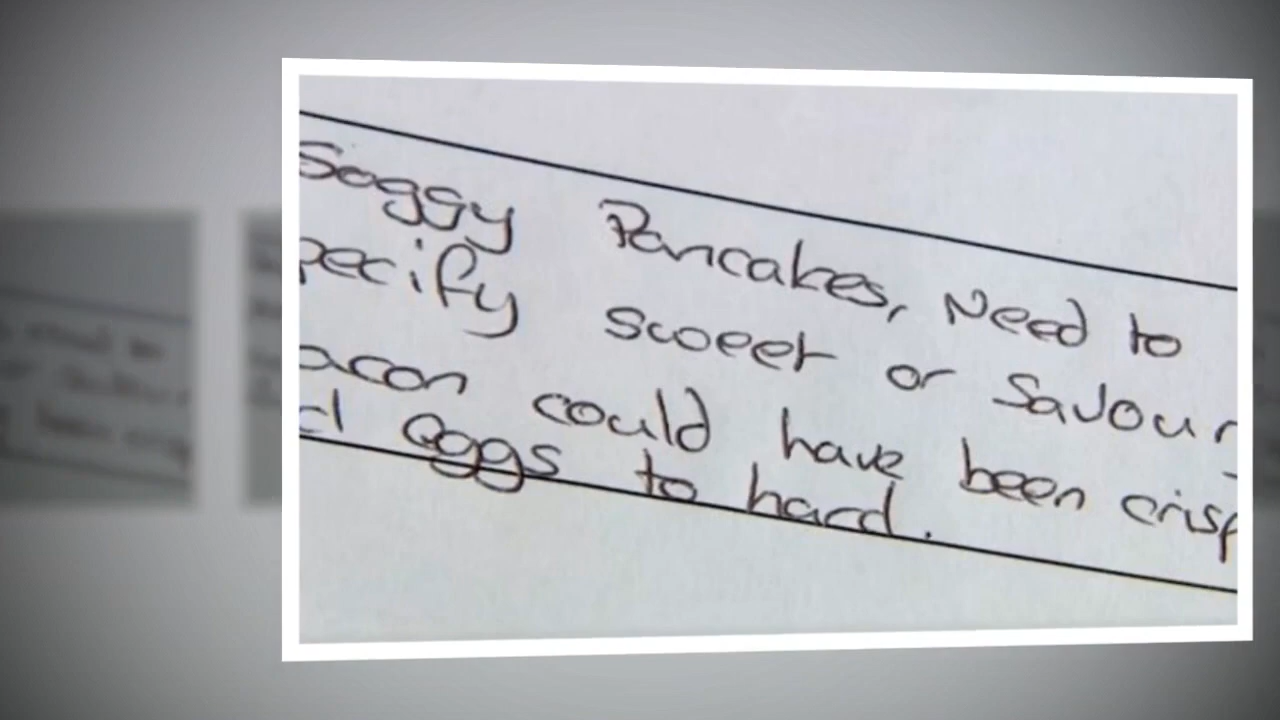 Soggy Pancakes, Need to
pecify sweet or Savour
acon could have been crisp
d eggs to hard.